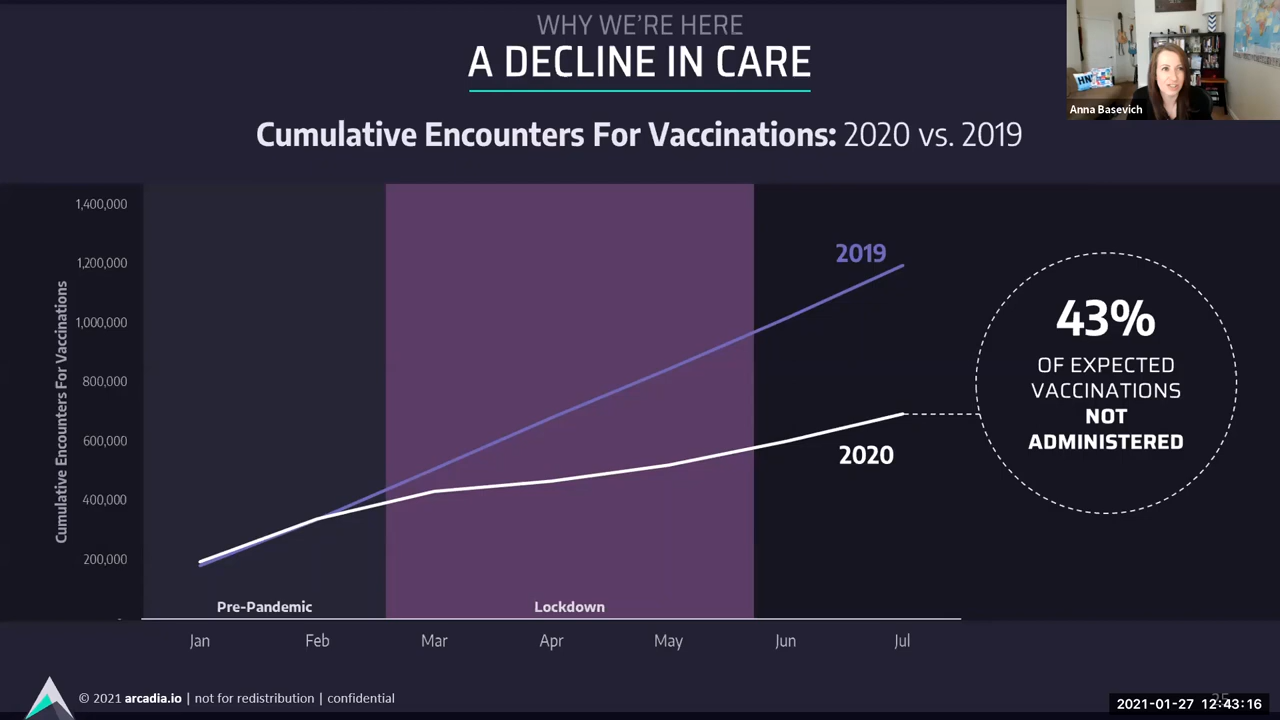 WHY WE'RE HERE
A DECLINE IN CARE
HN
Anna Basevich
Cumulative Encounters For Vaccinations: 2020 vs. 2019
Cumulative Encounters For Vaccinations
1,400,000
1,200,000
1,000,000
800,000
600,000
400,000
200,000
-
2019
2020
43%
OF EXPECTED
VACCINATIONS
NOT
ADMINISTERED
Pre-Pandemic
Lockdown
Jan
Feb
Mar
Apr
May
Jun
Jul
© 2021 arcadia.io | not for redistribution | confidential
2021-01-27 12:43:16